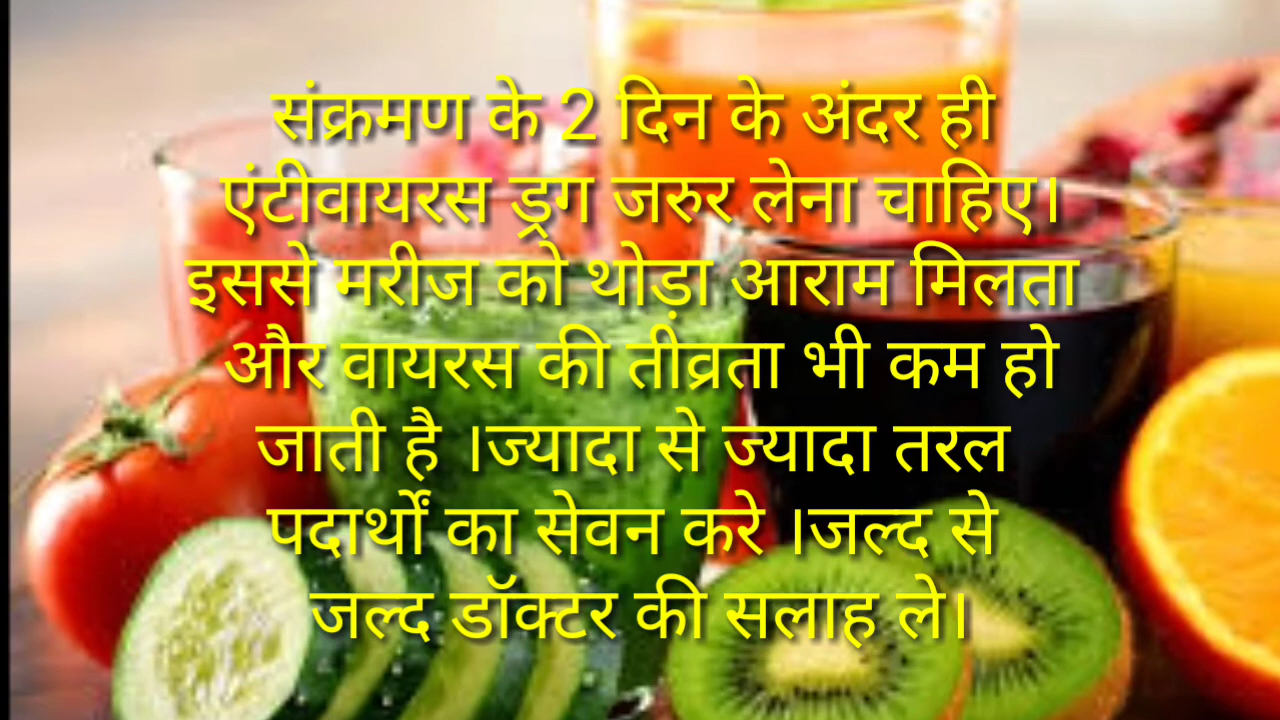 संक्रमण के 2 दिन के अंदर ही
एंटीवायरस ड्रग जरुर लेना चाहिए।
इससे मरीज को थोड़ा आराम मिलता
और वायरस की तीव्रता भी कम हो
जाती है ।ज्यादा से ज्यादा तरल
पदार्थों का सेवन करे ।जल्द से
जल्द डॉक्टर की सलाह ले।